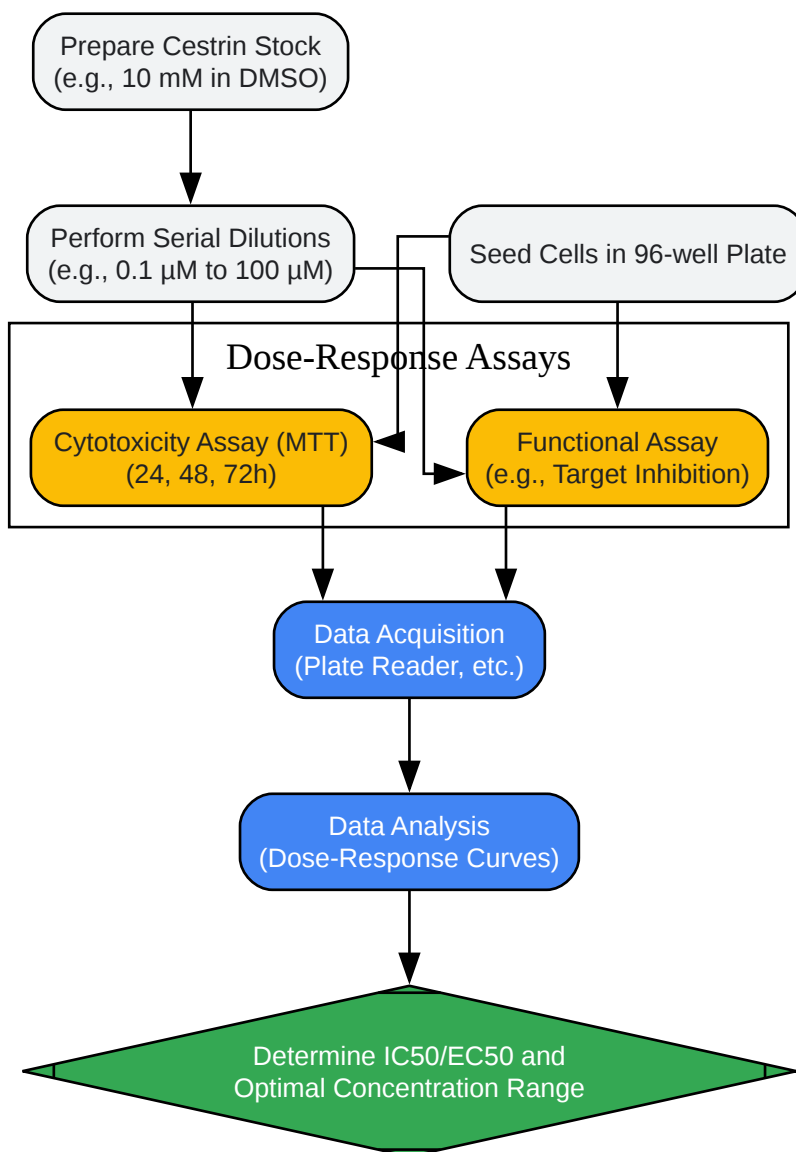 Prepare Cestrin Stock
(e.g., 10 mM in DMSO)
Perform Serial Dilutions
(e.g., 0.1 µM to 100 µM)
Seed Cells in 96-well Plate
Dose-Response Assays
Cytotoxicity Assay (MTT)
(24, 48, 72h)
Functional Assay
(e.g., Target Inhibition)
Data Acquisition
(Plate Reader, etc.)
Data Analysis
(Dose-Response Curves)
Determine IC50/EC50 and
Optimal Concentration Range